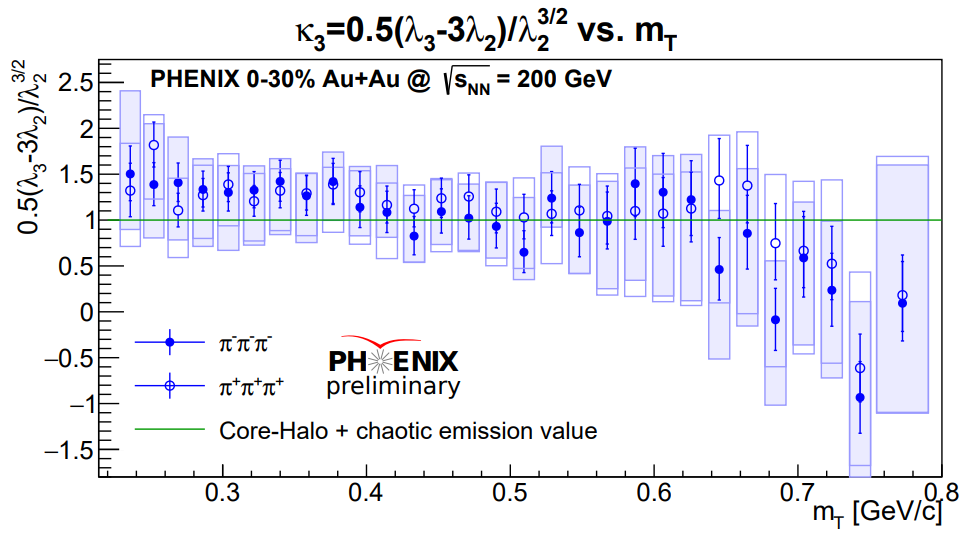 κ₃=0.5(λ₃-3λ₂)/λ₂^3/2 vs. m_T
PHENIX 0-30% Au+Au @ √s_NN = 200 GeV
0.5(λ₃-3λ₂)/λ₂^3/2
2.5
2
1.5
1
0.5
0
−0.5
−1
−1.5
π⁻π⁻π⁻
π⁺π⁺π⁺
Core-Halo + chaotic emission value
PHENIX
preliminary
0.3 0.4 0.5 0.6 0.7 0.8
m_T [GeV/c]